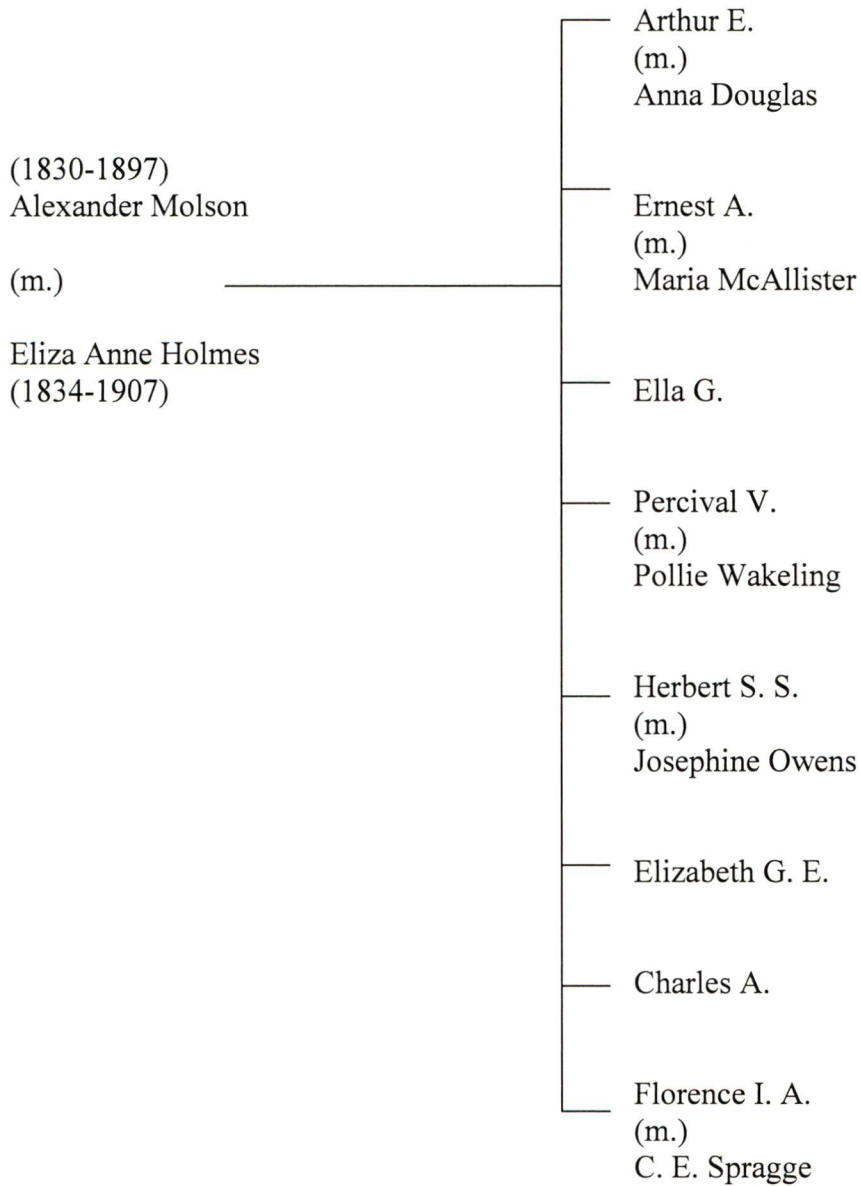 (1830-1897)
Alexander Molson
(m.)
Eliza Anne Holmes
(1834-1907)
Arthur E.
(m.)
Anna Douglas
Ernest A.
(m.)
Maria McAllister
Ella G.
Percival V.
(m.)
Pollie Wakeling
Herbert S. S.
(m.)
Josephine Owens
Elizabeth G. E.
Charles A.
Florence I. A.
(m.)
C. E. Spragge